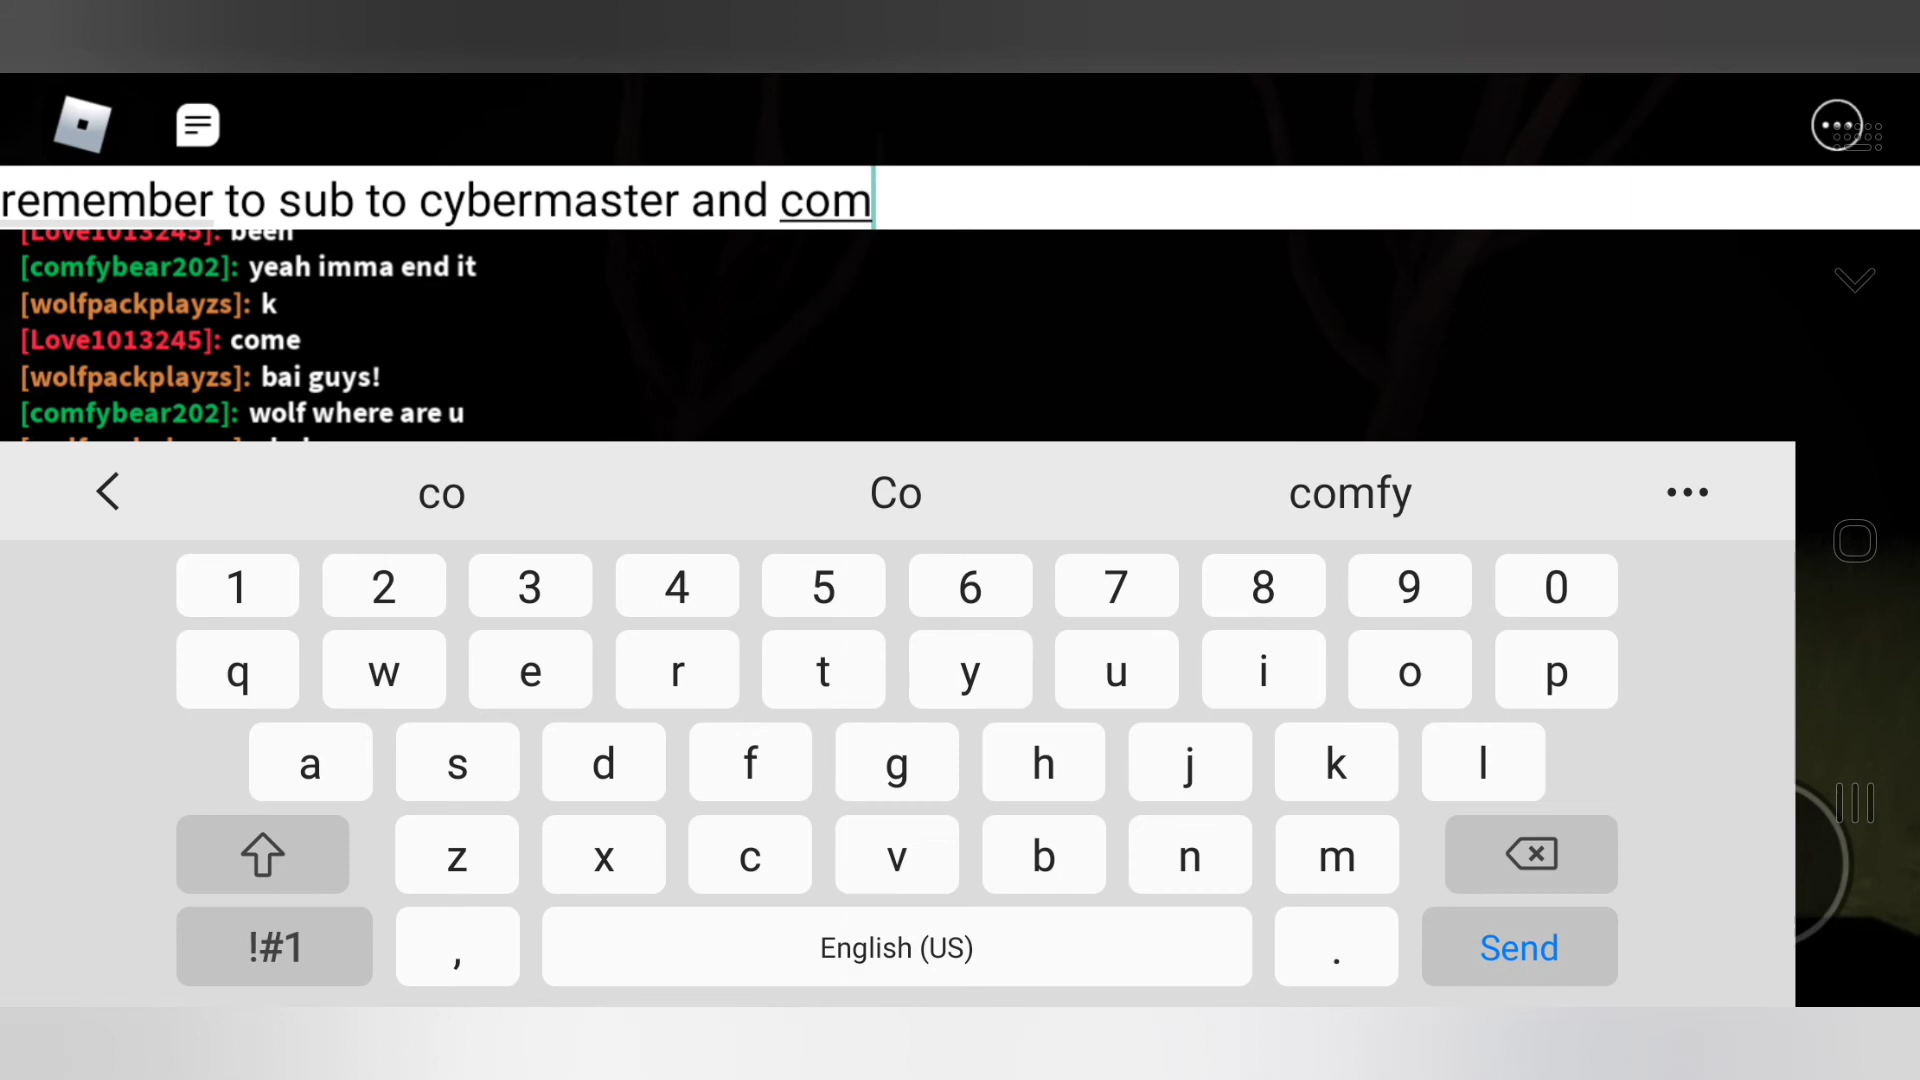 remember to sub to cybermaster and com
[Love1013245]: been
[comfybear202]: yeah imma end it
[wolfpackplayzs]: k
[Love1013245]: come
[wolfpackplayzs]: bai guys!
[comfybear202]: wolf where are u
co Co comfy
1 2 3 4 5 6 7 8 9 0
q w e r t y u i o p
a s d f g h j k l
z x c v b n m
!#1 , English (US) . Send